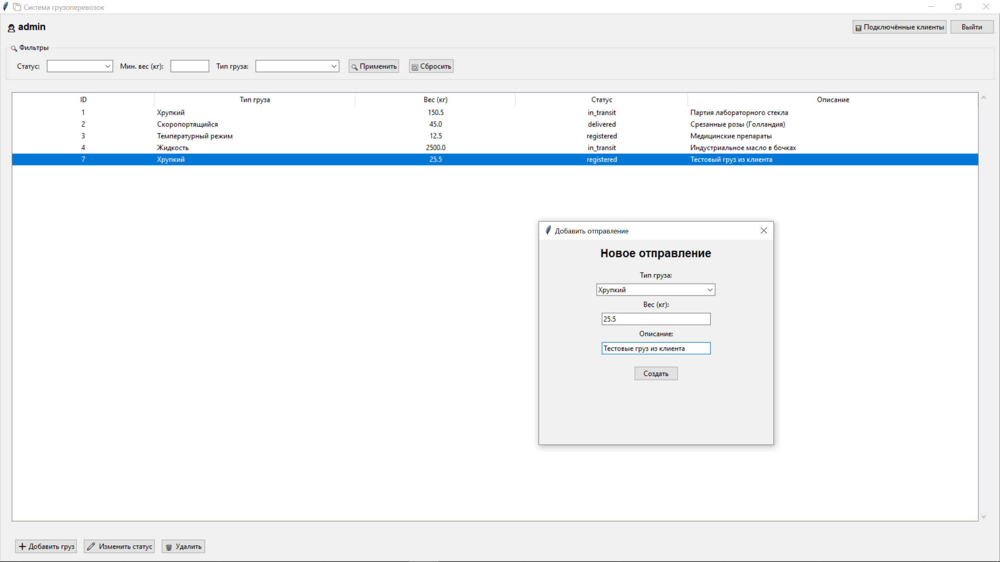 Система грузоперевозок
admin
Подключённые клиенты Выйти
Фильтры
Статус: Мин. вес (кг): Тип груза: Применить Сбросить
ID Тип груза Вес (кг) Статус Описание
1 Хрупкий 150.5 in_transit Партия лабораторного стекла
2 Скоропортящийся 45.0 delivered Срезанные розы (Голландия)
3 Температурный режим 12.5 registered Медицинские препараты
4 Жидкость 2500.0 in_transit Индустриальное масло в бочках
7 Хрупкий 25.5 registered Тестовый груз из клиента
Добавить отправление
Новое отправление
Тип груза:
Хрупкий
Вес (кг):
25.5
Описание:
Тестовые груз из клиента
Создать
Добавить груз Изменить статус Удалить